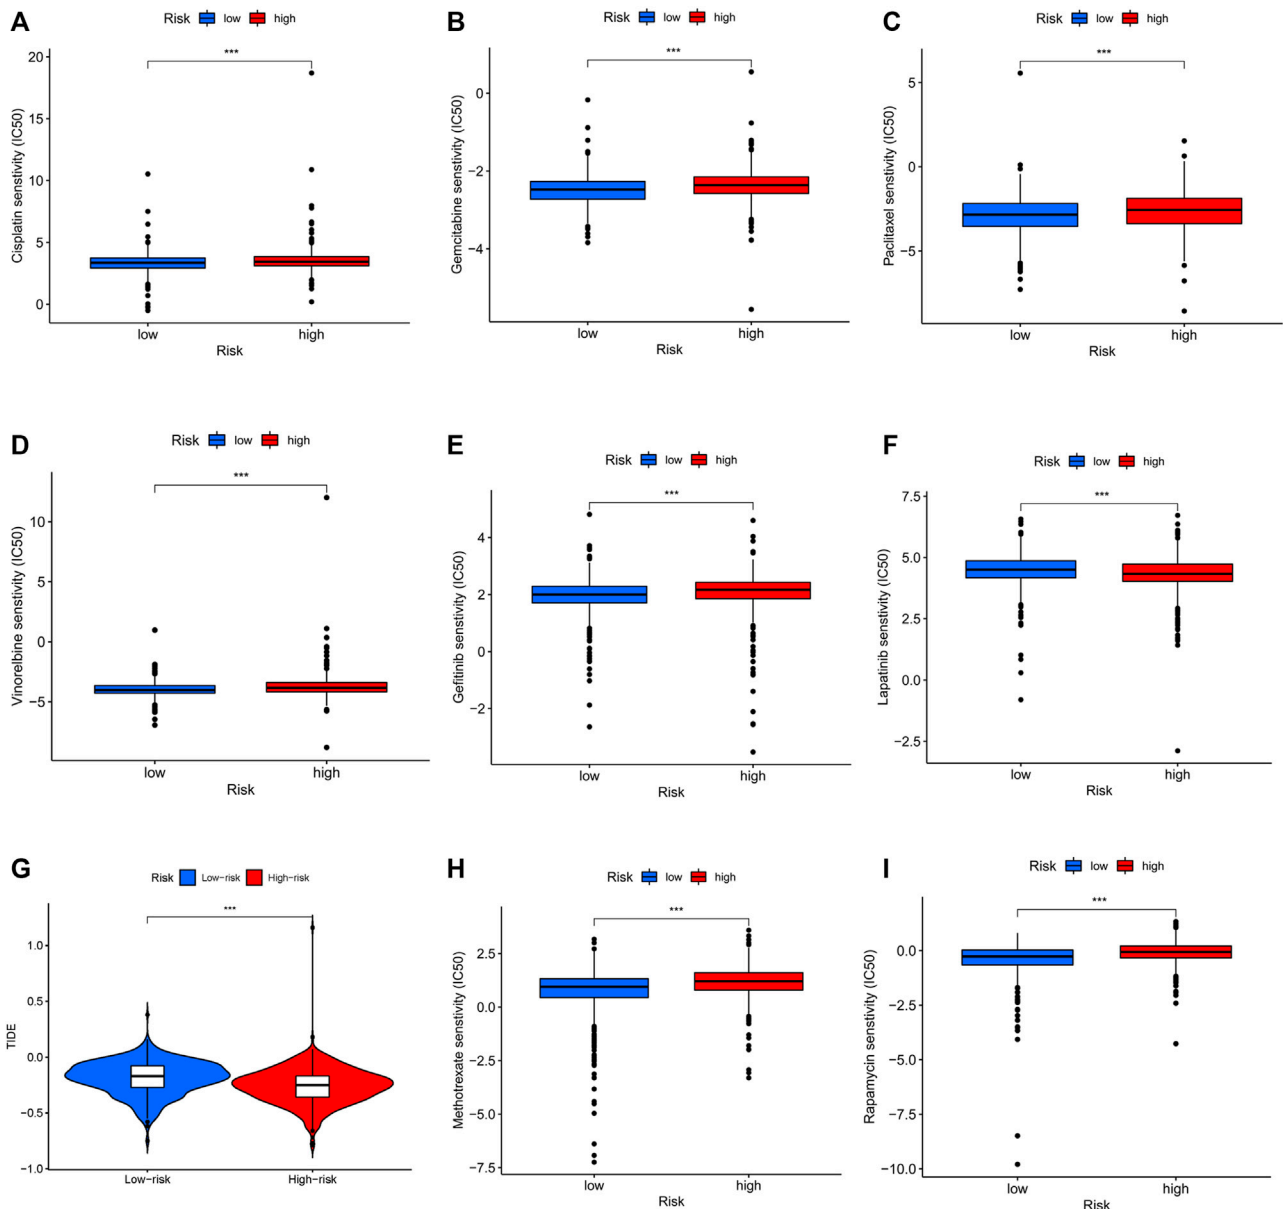 A
Risk low high
***
Cisplatin senstivity (IC50)
20
15
10
5
0
low high
Risk
B
Risk low high
***
Gemcitabine senstivity (IC50)
0
−2
−4
low high
Risk
C
Risk low high
***
Paclitaxel senstivity (IC50)
5
0
−5
low high
Risk
D
Risk low high
***
Vinorelbine senstivity (IC50)
10
5
0
−5
low high
Risk
E
Risk low high
***
Gefitinib senstivity (IC50)
4
2
0
−2
low high
Risk
F
Risk low high
***
Lapatinib senstivity (IC50)
7.5
5.0
2.5
0.0
−2.5
low high
Risk
G
Risk Low−risk High−risk
***
TIDE
1.0
0.5
0.0
−0.5
−1.0
Low−risk High−risk
H
Risk low high
***
Methotrexate senstivity (IC50)
2.5
0.0
−2.5
−5.0
−7.5
low high
Risk
I
Risk low high
***
Rapamycin senstivity (IC50)
0.0
−2.5
−5.0
−7.5
−10.0
low high
Risk